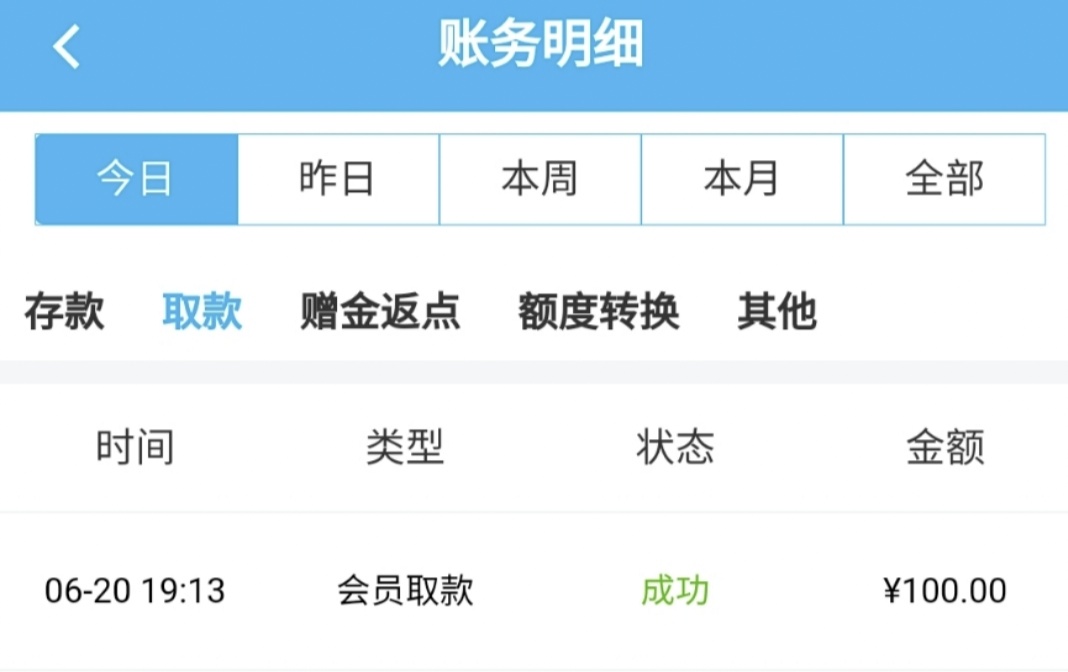 账务明细
今日 昨日 本周 本月 全部
存款 取款 赠金返点 额度转换 其他
时间 类型 状态 金额
06-20 19:13 会员取款 成功 ¥100.00